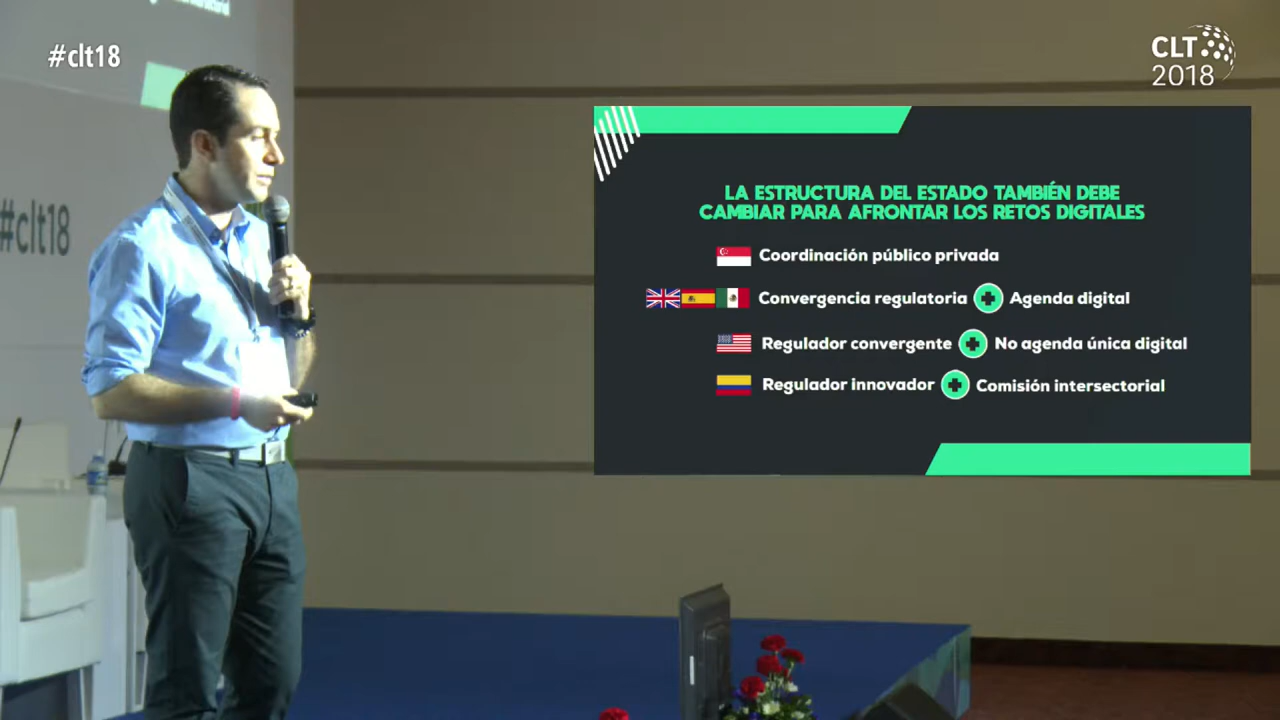 #clt18
CLT
2018
#clt18
LA ESTRUCTURA DEL ESTADO TAMBIÉN DEBE
CAMBIAR PARA AFRONTAR LOS RETOS DIGITALES
Coordinación público privada
Convergencia regulatoria + Agenda digital
Regulador convergente + No agenda única digital
Regulador innovador + Comisión intersectorial